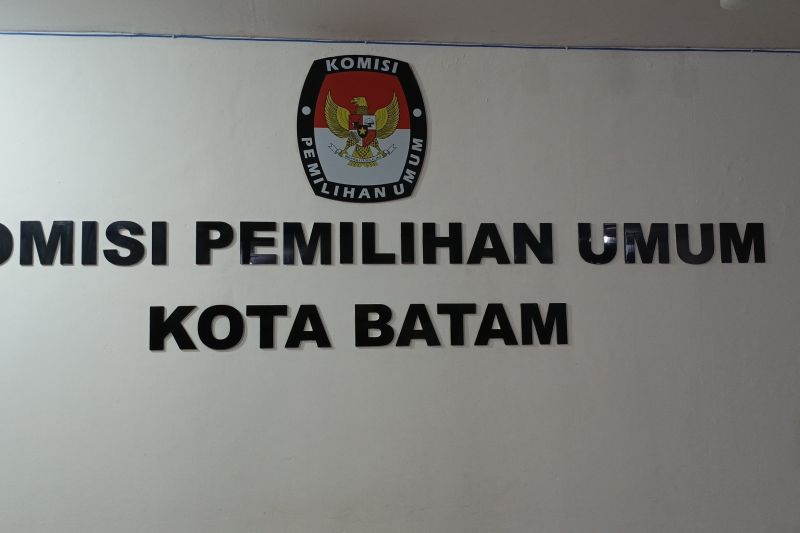 KOMISI
PEMILIHAN UMUM
OMISI PEMILIHAN UMUM
KOTA BATAM